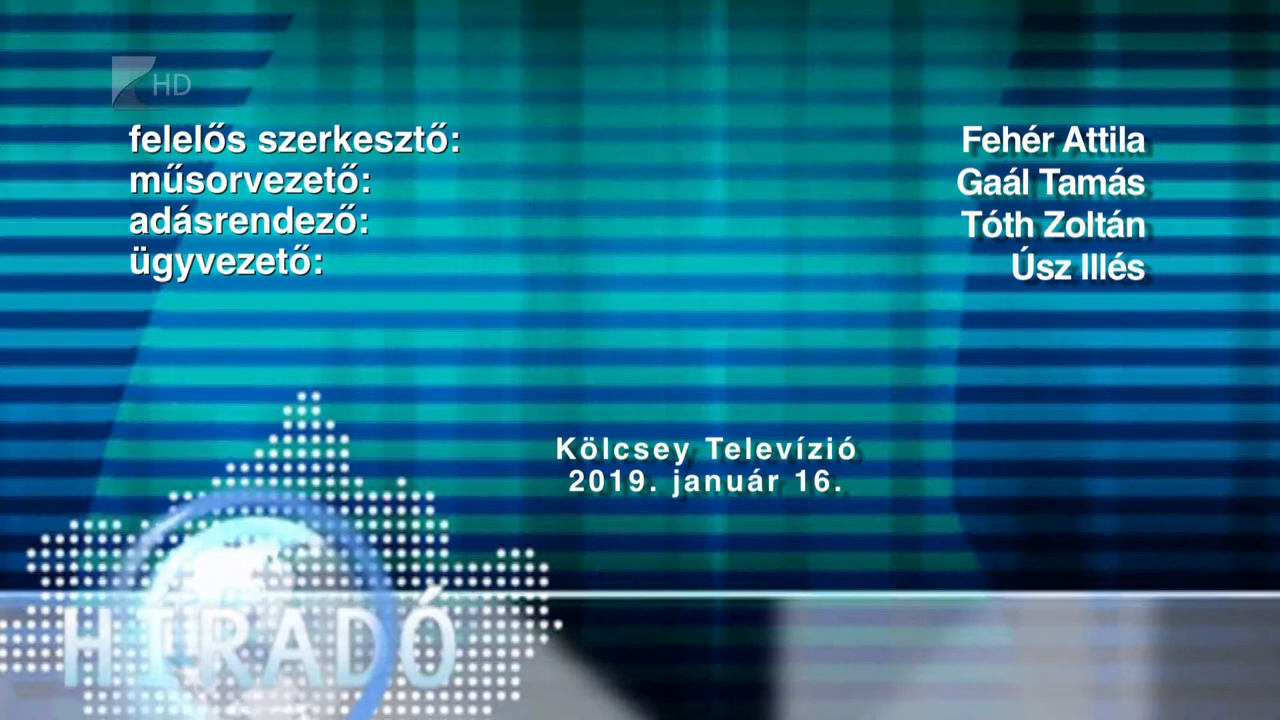 HD
felelős szerkesztő: Fehér Attila
műsorvezető: Gaál Tamás
adásrendező: Tóth Zoltán
ügyvezető: Úsz Illés
Kölcsey Televízió
2019. január 16.
HÍRADÓ